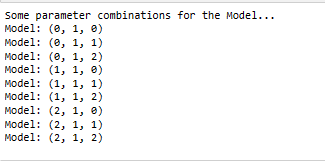 Some parameter combinations for the Model...
Model: (0, 1, 0)
Model: (0, 1, 1)
Model: (0, 1, 2)
Model: (1, 1, 0)
Model: (1, 1, 1)
Model: (1, 1, 2)
Model: (2, 1, 0)
Model: (2, 1, 1)
Model: (2, 1, 2)